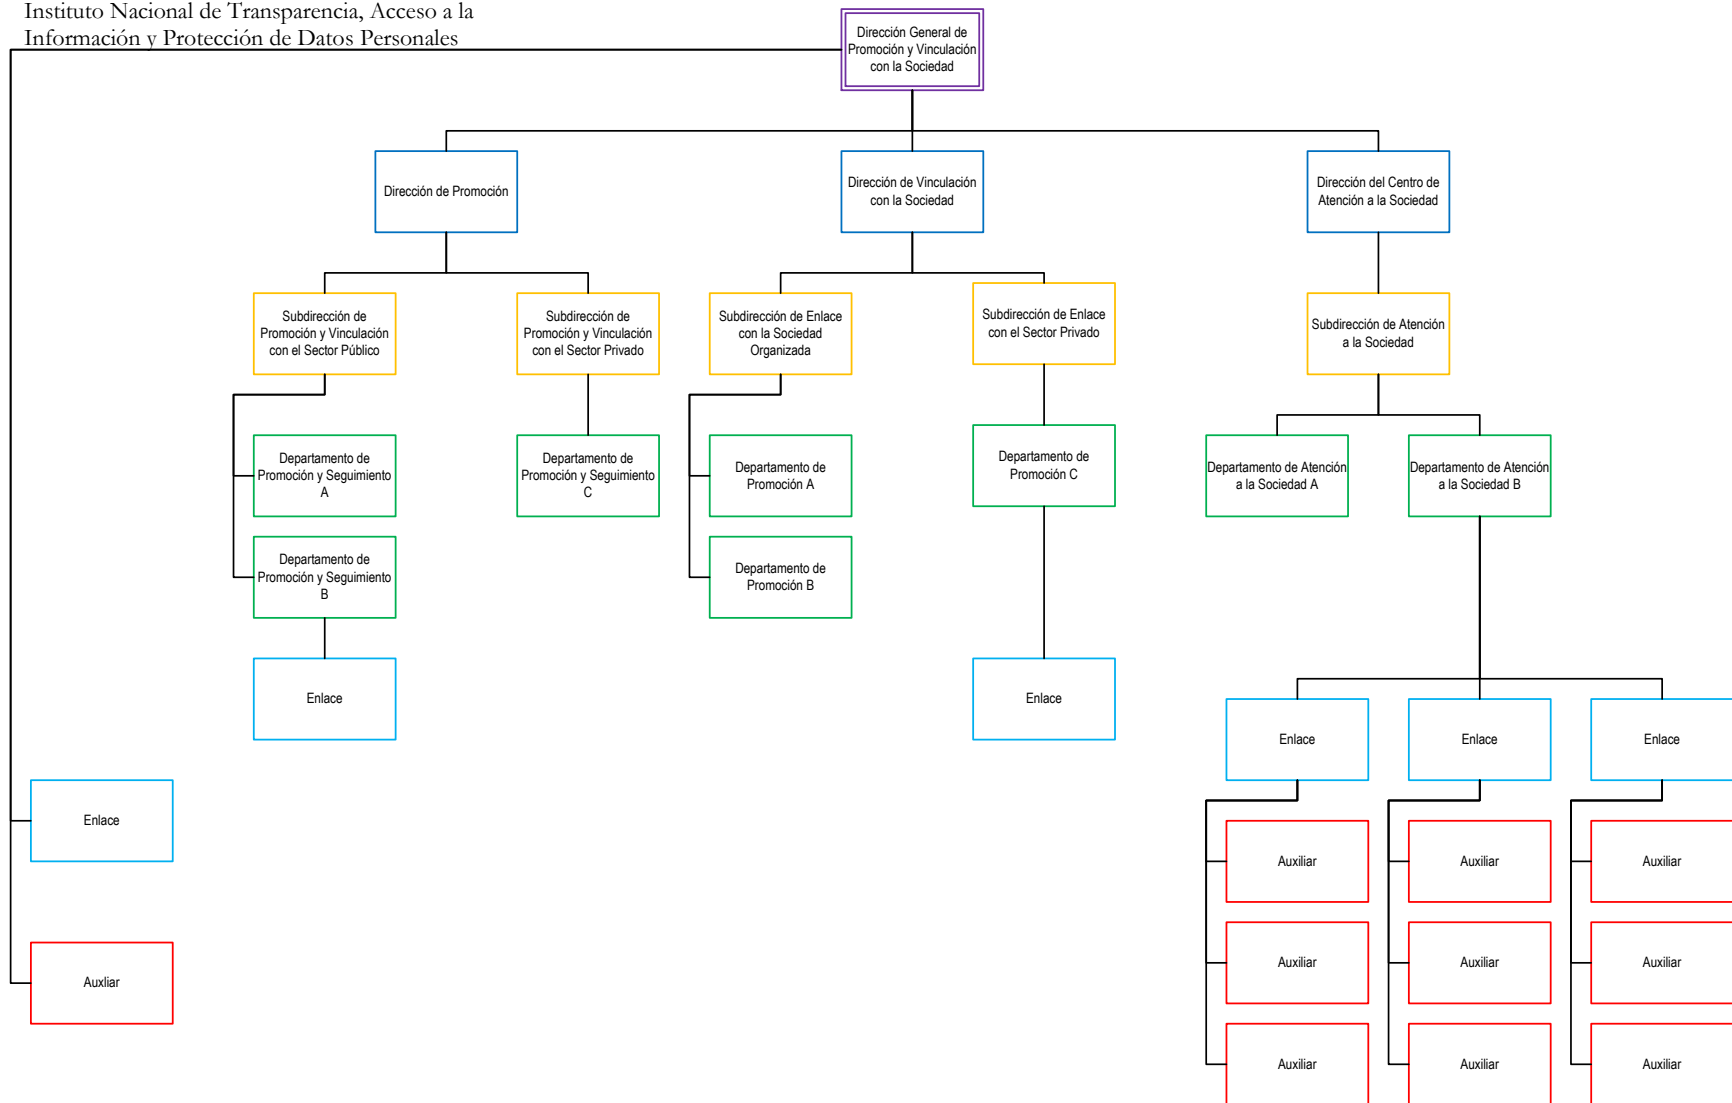 Instituto Nacional de Transparencia, Acceso a la
Información y Protección de Datos Personales
Dirección General de
Promoción y Vinculación
con la Sociedad
Dirección de Promoción
Dirección de Vinculación
con la Sociedad
Dirección del Centro de
Atención a la Sociedad
Subdirección de
Promoción y Vinculación
con el Sector Público
Subdirección de
Promoción y Vinculación
con el Sector Privado
Subdirección de Enlace
con la Sociedad
Organizada
Subdirección de Enlace
con el Sector Privado
Subdirección de Atención
a la Sociedad
Departamento de
Promoción y Seguimiento
A
Departamento de
Promoción y Seguimiento
C
Departamento de
Promoción A
Departamento de
Promoción C
Departamento de Atención
a la Sociedad A
Departamento de Atención
a la Sociedad B
Departamento de
Promoción y Seguimiento
B
Departamento de
Promoción B
Enlace
Enlace
Enlace
Enlace
Enlace
Enlace
Auxiliar
Auxiliar
Auxiliar
Auxliar
Auxiliar
Auxiliar
Auxiliar
Auxiliar
Auxiliar
Auxiliar